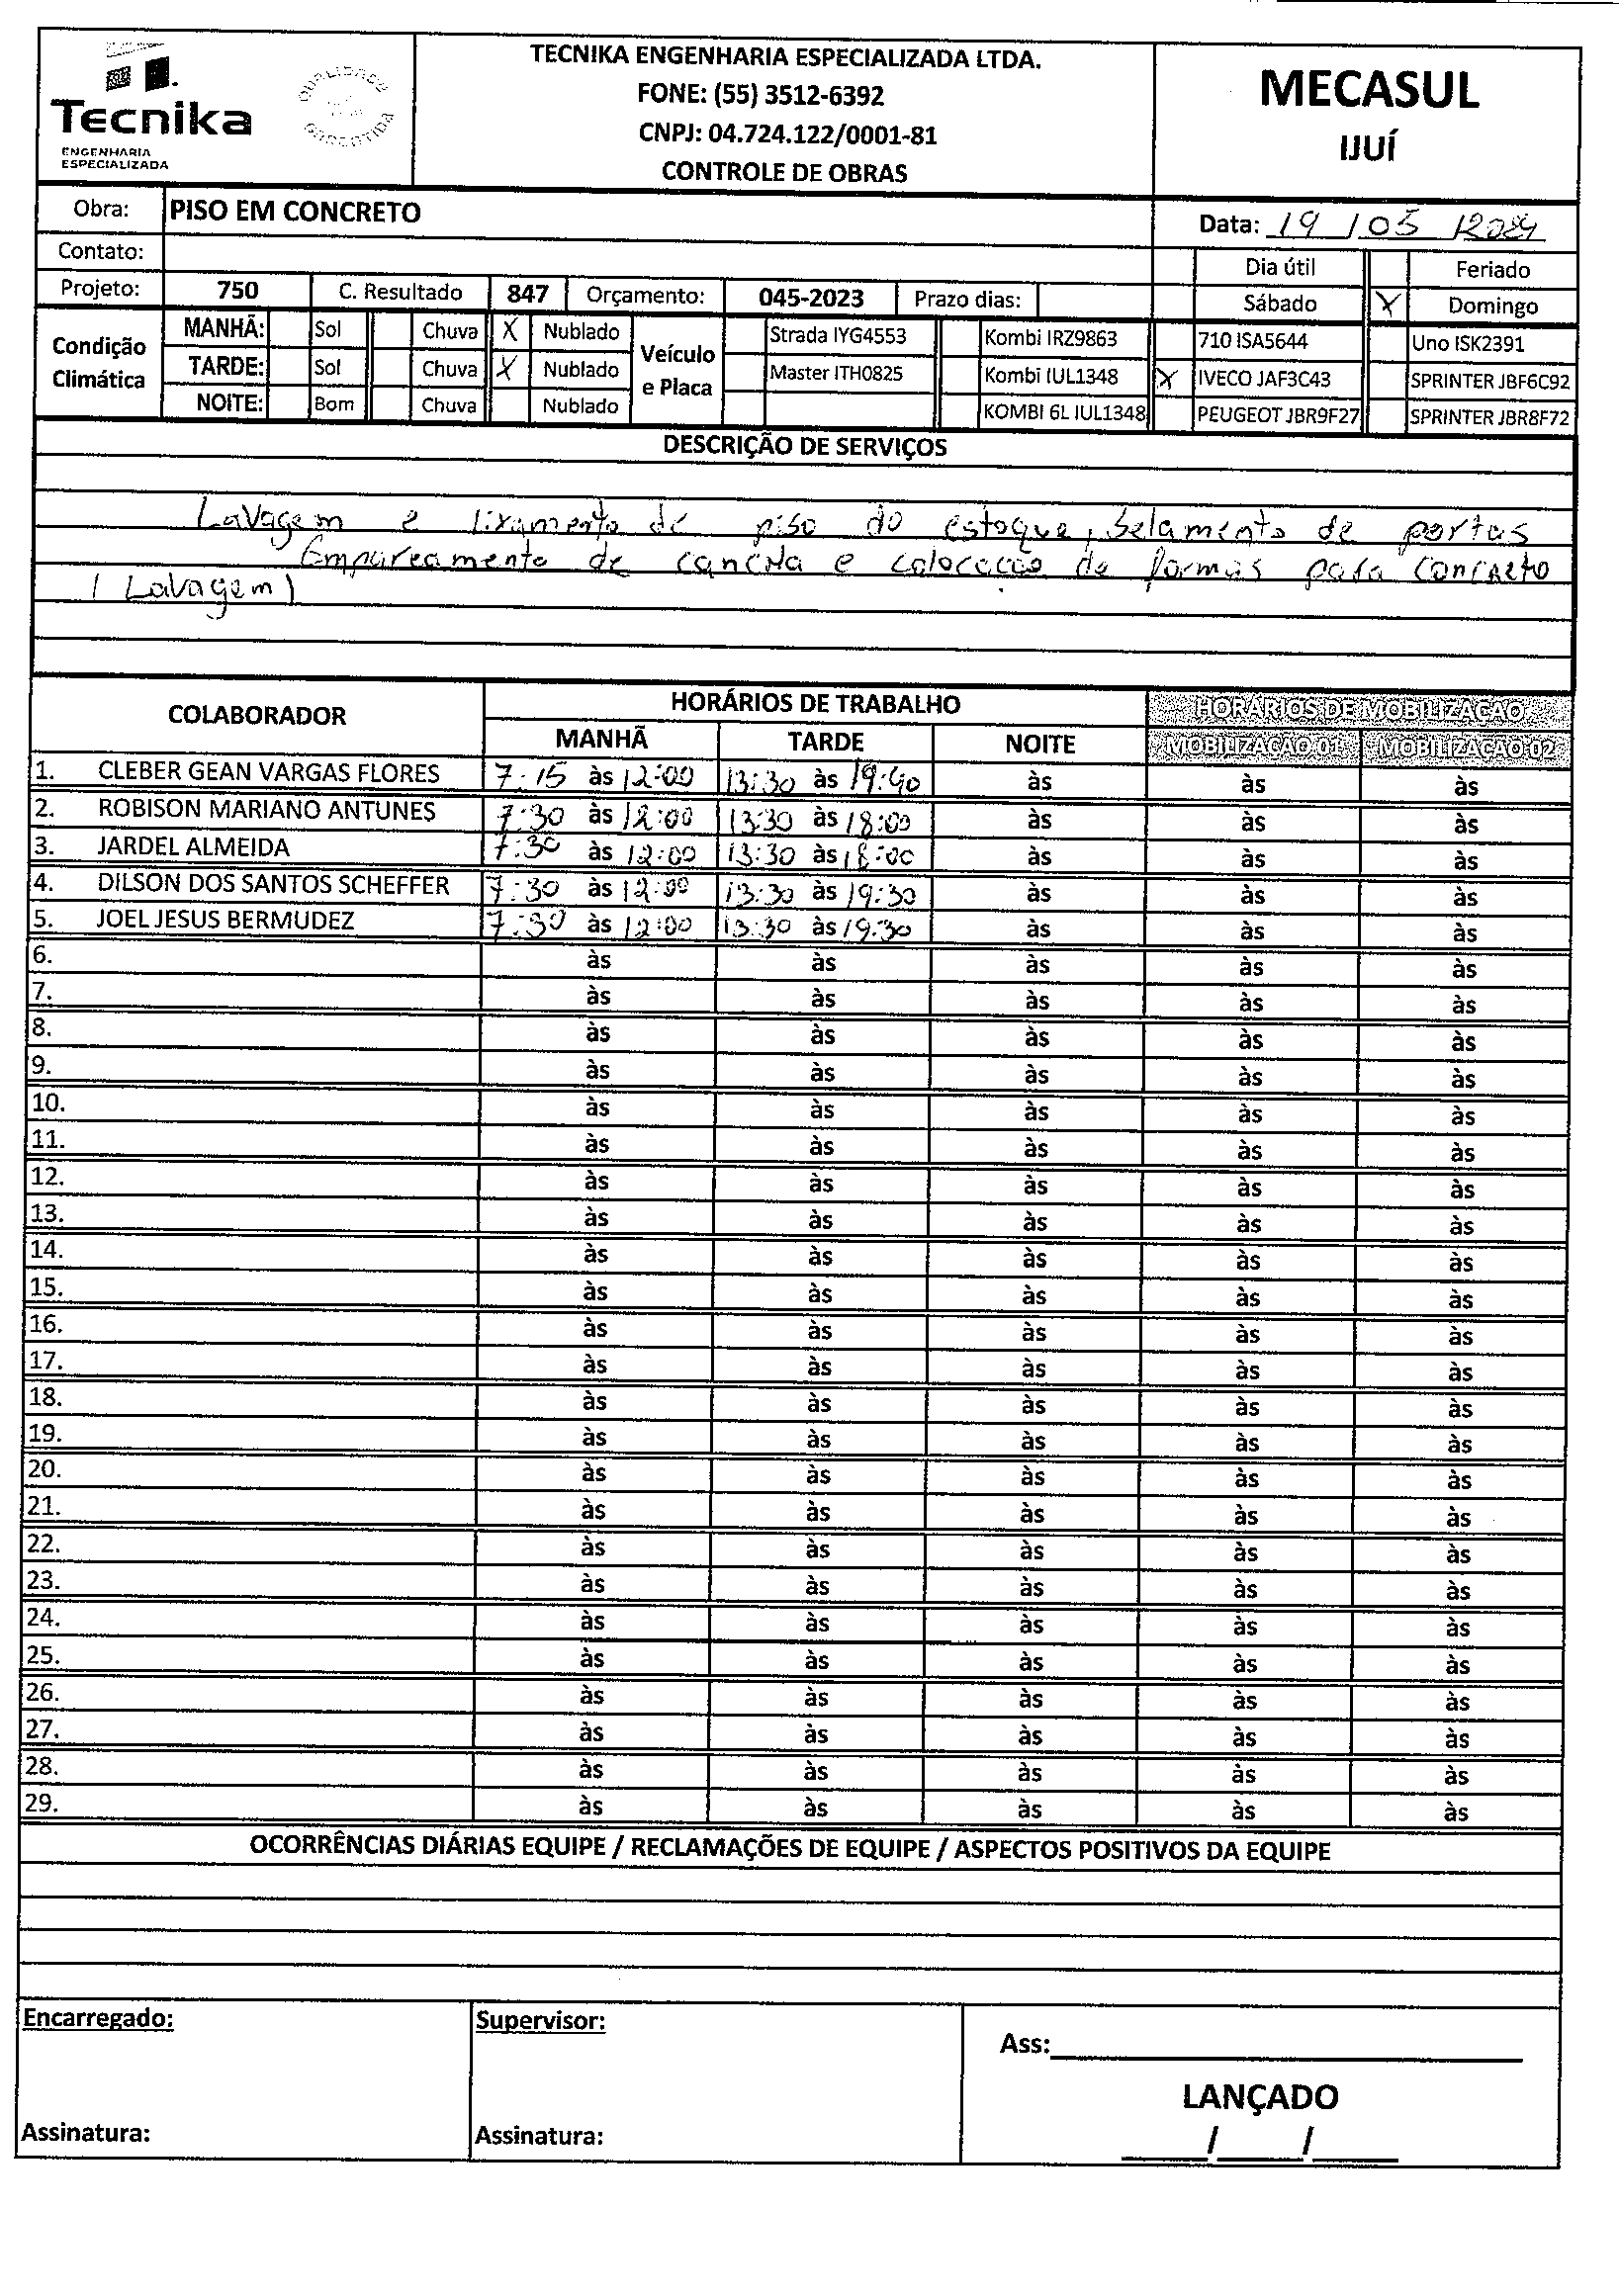 Tecnika
ENGENHARIA
ESPECIALIZADA
QUALIDADE
GARANTIDA
TECNIKA ENGENHARIA ESPECIALIZADA LTDA.
FONE: (55) 3512-6392
CNPJ: 04.724.122/0001-81
CONTROLE DE OBRAS
MECASUL
IJUÍ
Obra: PISO EM CONCRETO
Data: 19 / 05 / 2024
Contato:
Dia útil Feriado
Projeto: 750 C. Resultado 847 Orçamento: 045-2023 Prazo dias: Sábado X Domingo
Condição Climática
MANHÃ: Sol Chuva X Nublado
TARDE: Sol Chuva X Nublado
NOITE: Bom Chuva Nublado
Veículo e Placa
Strada IYG4553 Kombi IRZ9863 710 ISA5644 Uno ISK2391
Master ITH0825 Kombi IUL1348 X IVECO JAF3C43 SPRINTER JBF6C92
KOMBI 6L IUL1348 PEUGEOT JBR9F27 SPRINTER JBR8F72
DESCRIÇÃO DE SERVIÇOS
Lavagem e lixamento de piso do estoque, Selamento de portas
Empareamento de cancha e colocação de formas para concreto
(Lavagem)
COLABORADOR HORÁRIOS DE TRABALHO HORÁRIOS DE MOBILIZAÇÃO
MANHÃ TARDE NOITE MOBILIZAÇÃO 01 MOBILIZAÇÃO 02
1. CLEBER GEAN VARGAS FLORES 7:15 às 12:00 13:30 às 19:40 às às às
2. ROBISON MARIANO ANTUNES 7:30 às 12:00 13:30 às 18:00 às às às
3. JARDEL ALMEIDA 7:30 às 12:00 13:30 às 18:00 às às às
4. DILSON DOS SANTOS SCHEFFER 7:30 às 12:00 13:30 às 19:30 às às às
5. JOEL JESUS BERMUDEZ 7:30 às 12:00 13:30 às 19:30 às às às
6. às às às às às
7. às às às às às
8. às às às às às
9. às às às às às
10. às às às às às
11. às às às às às
12. às às às às às
13. às às às às às
14. às às às às às
15. às às às às às
16. às às às às às
17. às às às às às
18. às às às às às
19. às às às às às
20. às às às às às
21. às às às às às
22. às às às às às
23. às às às às às
24. às às às às às
25. às às às às às
26. às às às às às
27. às às às às às
28. às às às às às
29. às às às às às
OCORRÊNCIAS DIÁRIAS EQUIPE / RECLAMAÇÕES DE EQUIPE / ASPECTOS POSITIVOS DA EQUIPE
Encarregado:
Assinatura:
Supervisor:
Assinatura:
Ass:
LANÇADO
/ /